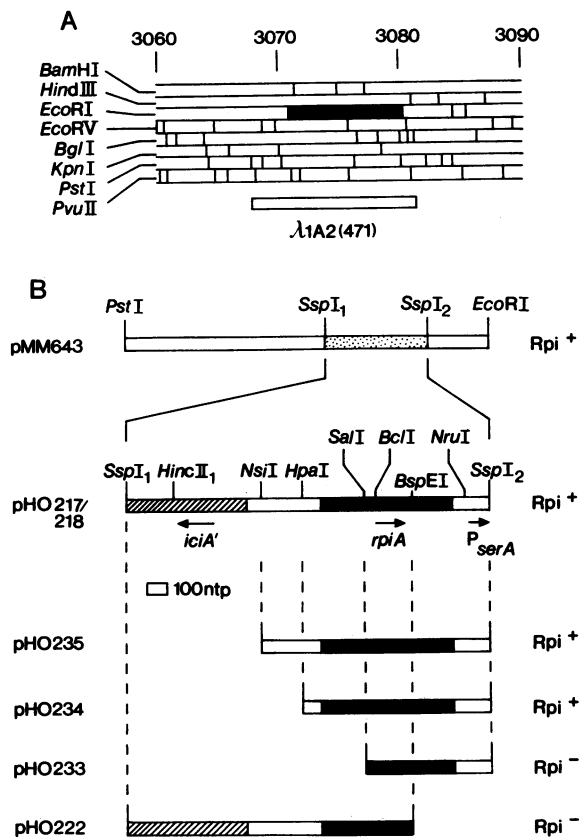 A
3060 3070 3081 3090
BamHI
HindIII
EcoRI
EcoRV
BglI
KpnI
PstI
PvuII
λ1A2(471)
B
PstI SspI1 SspI2 EcoRI
pMM643 Rpi +
SalI BclI NruI
SspI1 HincII1 NsiI HpaI BspEI SspI2
pHO217/218 Rpi +
iciA' rpiA PserA
100ntp
pHO235 Rpi +
pHO234 Rpi +
pHO233 Rpi −
pHO222 Rpi −